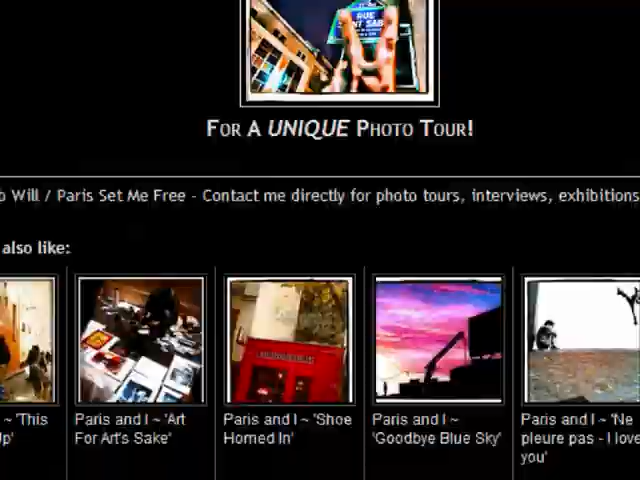 RUE
FOR A UNIQUE PHOTO TOUR!
Will / Paris Set Me Free - Contact me directly for photo tours, interviews, exhibitions
also like:
~ 'This
Up'
Paris and I ~ 'Art
For Art's Sake'
Paris and I ~ 'Shoe
Horned In'
Paris and I ~
'Goodbye Blue Sky'
Paris and I ~ 'Ne
pleure pas - I love
you'